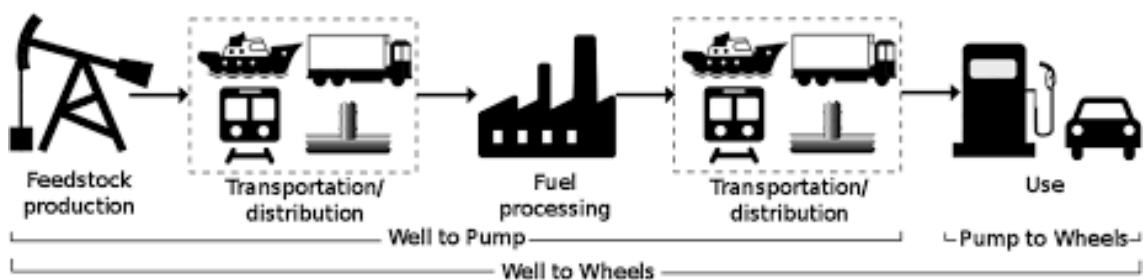 Feedstock
production
Transportation/
distribution
Fuel
processing
Transportation/
distribution
Use
Well to Pump
Pump to Wheels
Well to Wheels